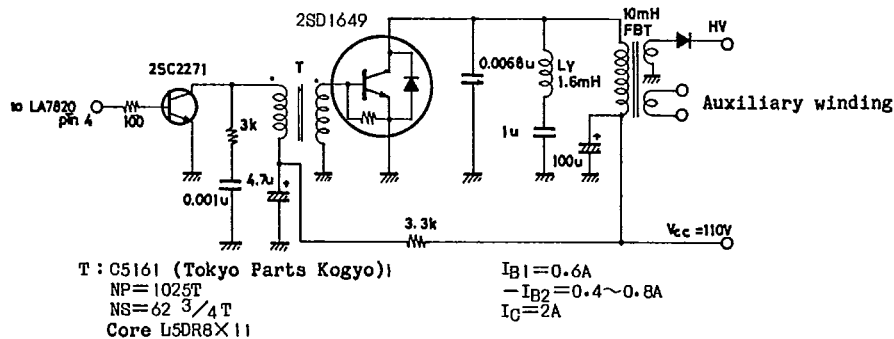 2SD1649
10mH
FBT
HV
2SC2271
T
0.0068u
LY
1.6mH
Auxiliary winding
to LA7820
pin 4
100
3k
1u
100u
+
0.001u
4.7u
+
3.3k
Vcc=110V
T : C5161 (Tokyo Parts Kogyo)
NP=1025T
NS=62 3/4T
Core L5DR8×11
IB1=0.6A
-IB2=0.4~0.8A
IC=2A